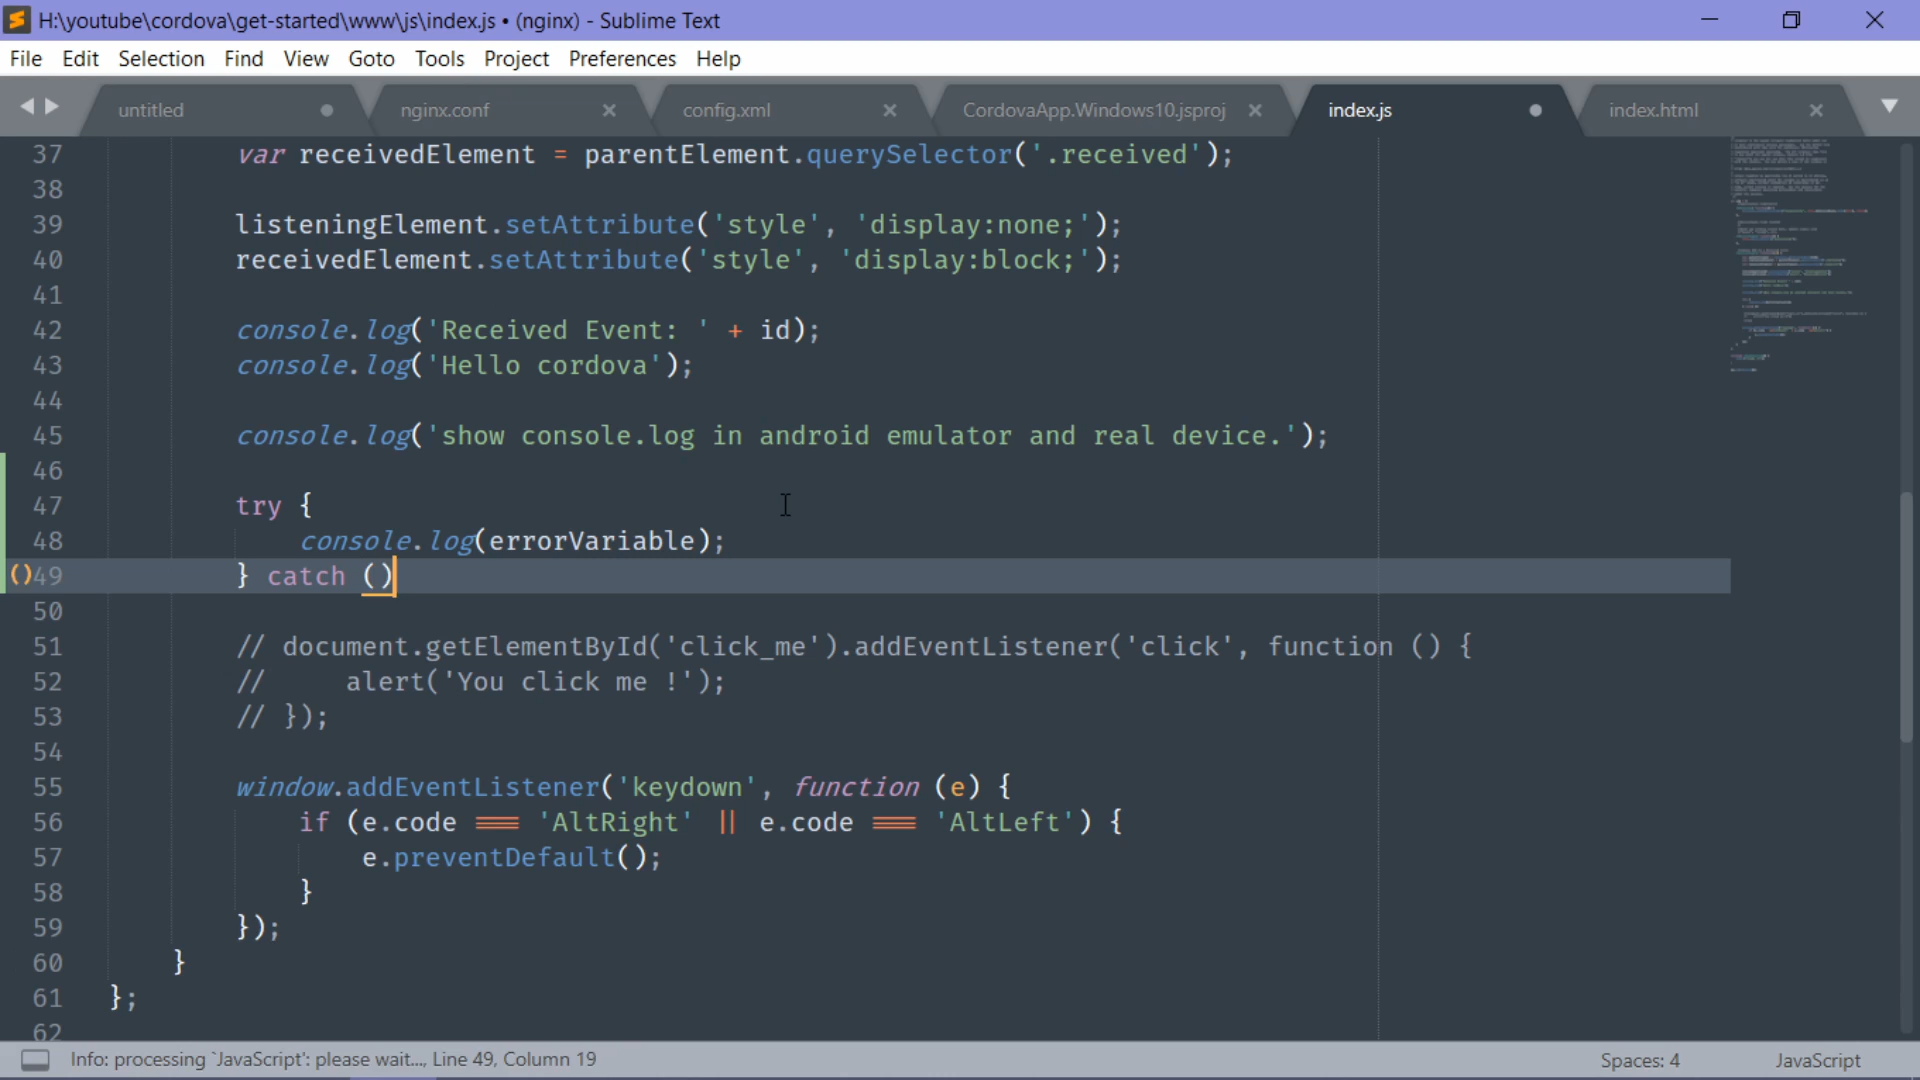 H:\youtube\cordova\get-started\www\js\index.js • (nginx) - Sublime Text
File Edit Selection Find View Goto Tools Project Preferences Help
untitled nginx.conf config.xml CordovaApp.Windows10.jsproj index.js index.html
37 var receivedElement = parentElement.querySelector('.received');
38
39 listeningElement.setAttribute('style', 'display:none;');
40 receivedElement.setAttribute('style', 'display:block;');
41
42 console.log('Received Event: ' + id);
43 console.log('Hello cordova');
44
45 console.log('show console.log in android emulator and real device.');
46
47 try {
48 console.log(errorVariable);
49 } catch ()
50
51 // document.getElementById('click_me').addEventListener('click', function () {
52 // alert('You click me !');
53 // });
54
55 window.addEventListener('keydown', function (e) {
56 if (e.code === 'AltRight' || e.code === 'AltLeft') {
57 e.preventDefault();
58 }
59 });
60 }
61 };
62
Info: processing `JavaScript': please wait..., Line 49, Column 19 Spaces: 4 JavaScript